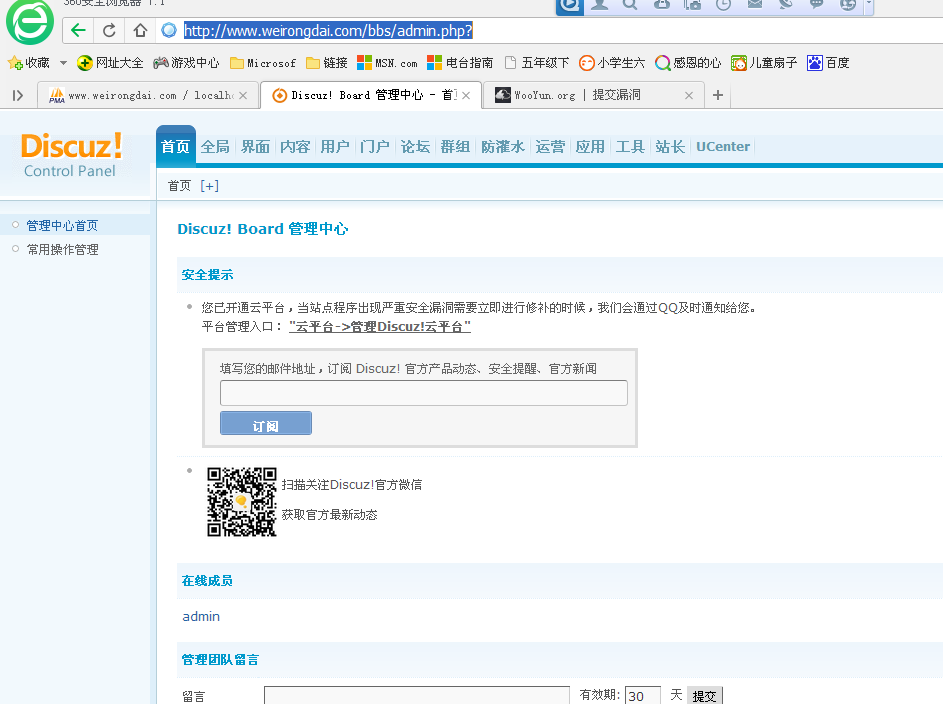 360安全浏览器 7.1
http://www.weirongdai.com/bbs/admin.php?
收藏 网址大全 游戏中心 Microsof 链接 MSN.com 电台指南 五年级下 小学生六 感恩的心 儿童扇子 百度
www.weirongdai.com / localh Discuz! Board 管理中心 - 首 WooYun.org | 提交漏洞
Discuz!
Control Panel
首页 全局 界面 内容 用户 门户 论坛 群组 防灌水 运营 应用 工具 站长 UCenter
首页 [+]
管理中心首页
常用操作管理
Discuz! Board 管理中心
安全提示
您已开通云平台，当站点程序出现严重安全漏洞需要立即进行修补的时候，我们会通过QQ及时通知给您。
平台管理入口： "云平台->管理Discuz!云平台"
填写您的邮件地址，订阅 Discuz! 官方产品动态、安全提醒、官方新闻
订阅
扫描关注Discuz!官方微信
获取官方最新动态
在线成员
admin
管理团队留言
留言 有效期: 30 天 提交